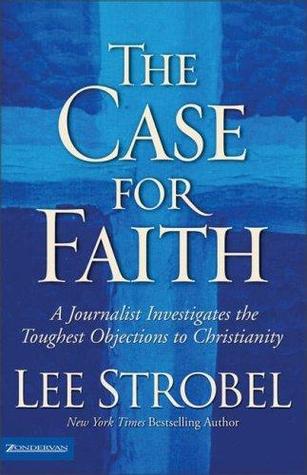 THE
CASE
FOR
FAITH
A Journalist Investigates the
Toughest Objections to Christianity
LEE STROBEL
New York Times Bestselling Author
ZONDERVAN